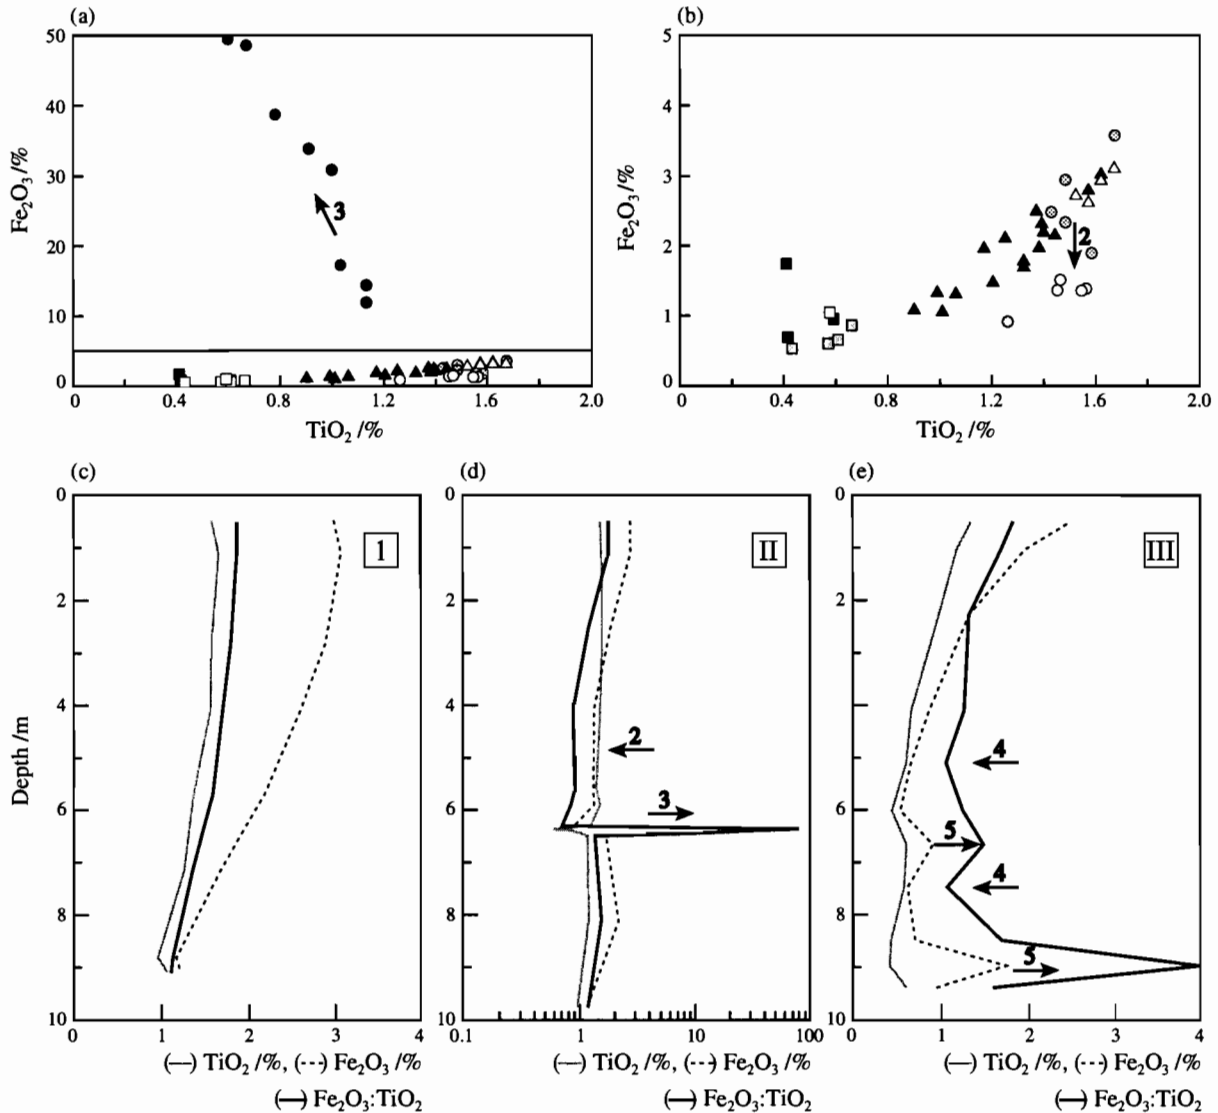 (a)
50
40
30
20
10
0
Fe₂O₃ /%
3
0 0.4 0.8 1.2 1.6 2.0
TiO₂ /%
(b)
5
4
3
2
1
0
Fe₂O₃ /%
2
0 0.4 0.8 1.2 1.6 2.0
TiO₂ /%
(c)
0
2
4
6
8
10
Depth /m
1
1 2 3 4
(—) TiO₂ /%, (---) Fe₂O₃ /%
(—) Fe₂O₃:TiO₂
(d)
0
2
4
6
8
10
II
2
3
0.1 1 10 100
(—) TiO₂ /%, (---) Fe₂O₃ /%
(—) Fe₂O₃:TiO₂
(e)
0
2
4
6
8
10
III
4
5
4
5
0 1 2 3 4
(—) TiO₂ /%, (---) Fe₂O₃ /%
(—) Fe₂O₃:TiO₂